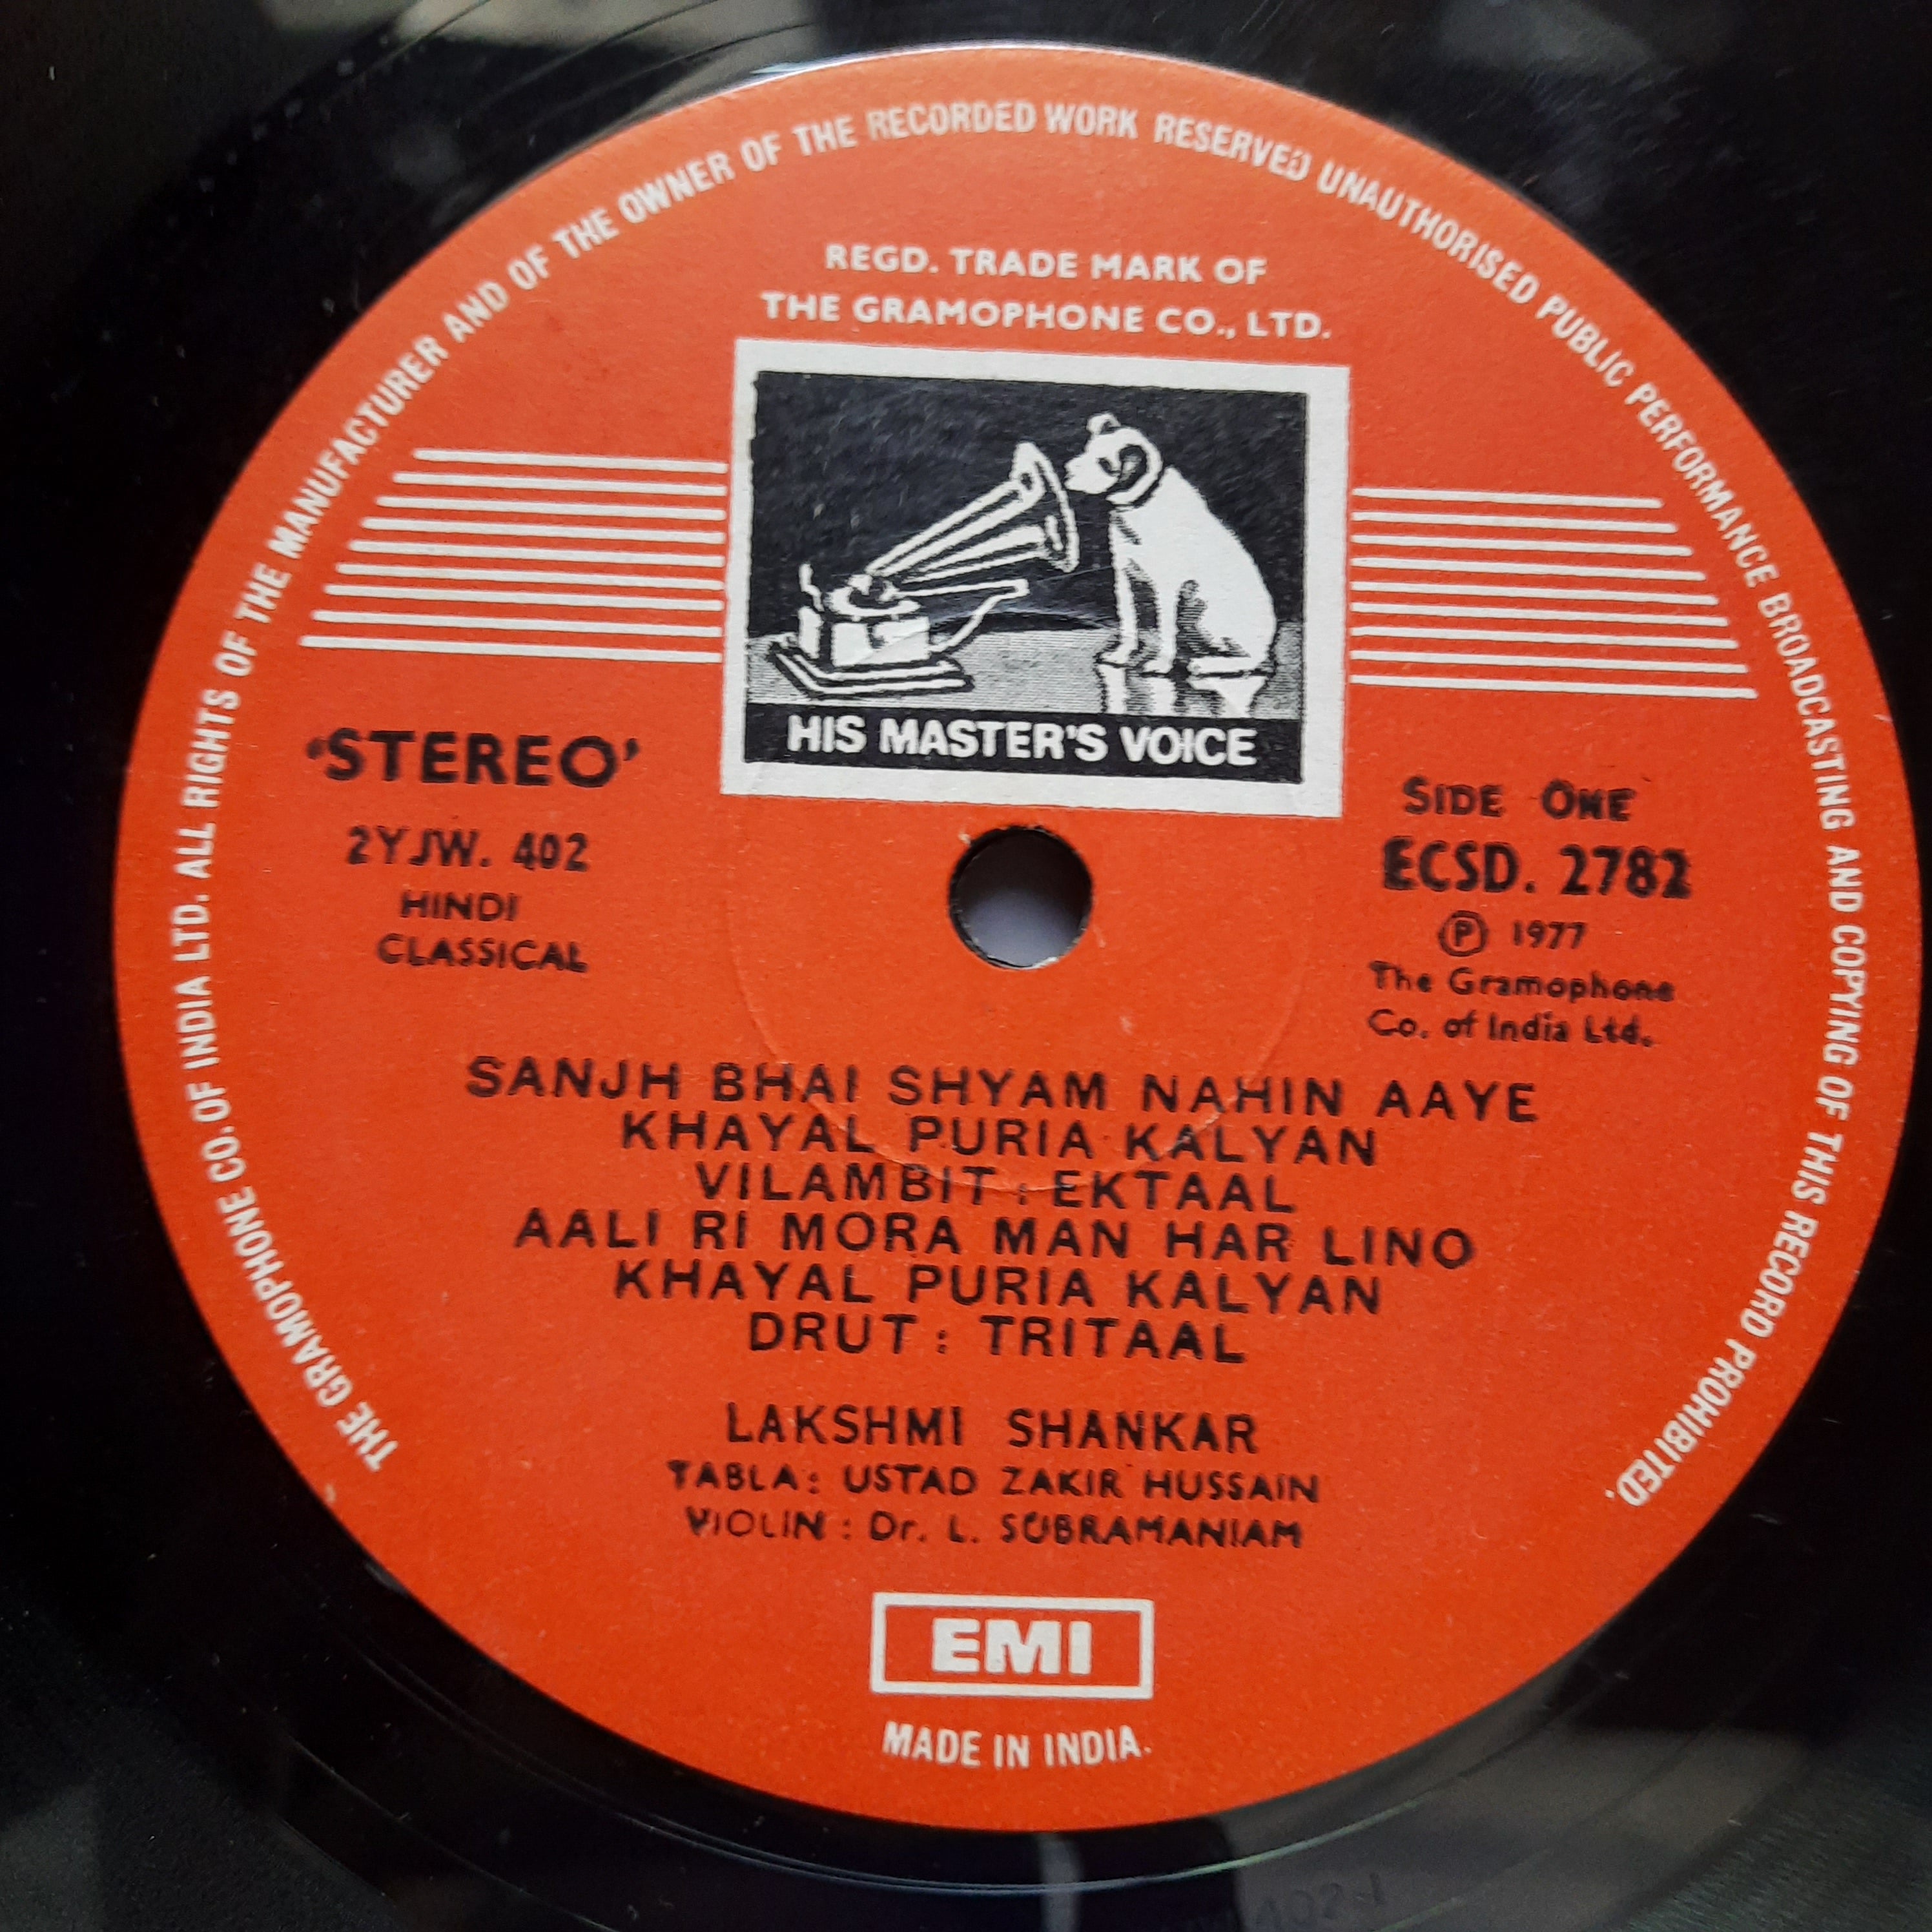 THE GRAMOPHONE CO. OF INDIA LTD. ALL RIGHTS OF THE MANUFACTURER AND OF THE OWNER OF THE RECORDED WORK RESERVED UNAUTHORISED PUBLIC PERFORMANCE BROADCASTING AND COPYING OF THIS RECORD PROHIBITED.
REGD. TRADE MARK OF
THE GRAMOPHONE CO., LTD.
HIS MASTER'S VOICE
'STEREO'
2YJW. 402
HINDI
CLASSICAL
SIDE ONE
ECSD. 2782
Ⓟ 1977
The Gramophone
Co. of India Ltd.
SANJH BHAI SHYAM NAHIN AAYE
KHAYAL PURIA KALYAN
VILAMBIT : EKTAAL
AALI RI MORA MAN HAR LINO
KHAYAL PURIA KALYAN
DRUT : TRITAAL
LAKSHMI SHANKAR
TABLA: USTAD ZAKIR HUSSAIN
VIOLIN : Dr. L. SUBRAMANIAM
EMI
MADE IN INDIA.